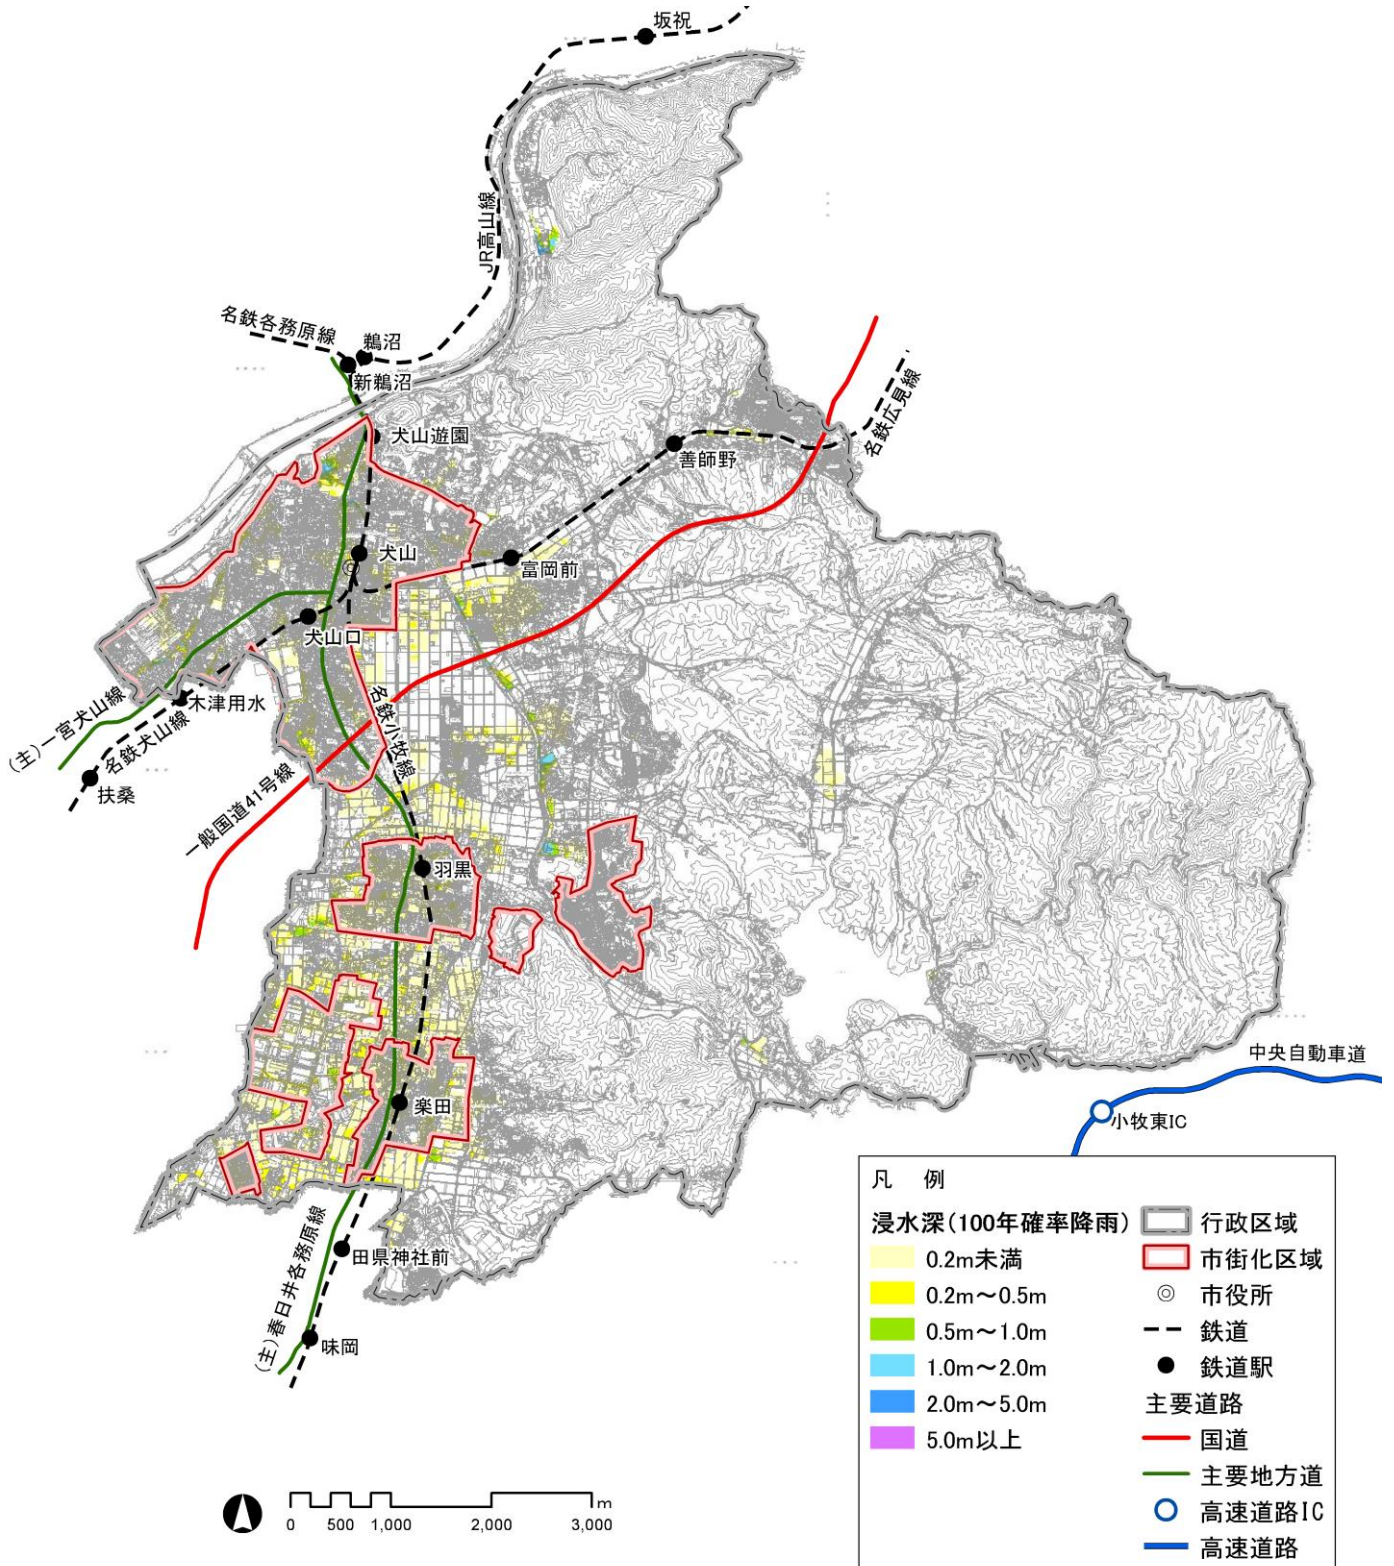 坂祝
JR高山線
名鉄各務原線
鵜沼
新鵜沼
犬山遊園
善師野
名鉄広見線
犬山
富岡前
犬山口
木津用水
(主)一宮犬山線
名鉄犬山線
扶桑
名鉄小牧線
一般国道41号線
羽黒
楽田
中央自動車道
小牧東IC
(主)春日井各務原線
田県神社前
味岡
凡 例
浸水深(100年確率降雨)
0.2m未満
0.2m～0.5m
0.5m～1.0m
1.0m～2.0m
2.0m～5.0m
5.0m以上
行政区域
市街化区域
市役所
鉄道
鉄道駅
主要道路
国道
主要地方道
高速道路IC
高速道路
0 500 1,000 2,000 3,000 m